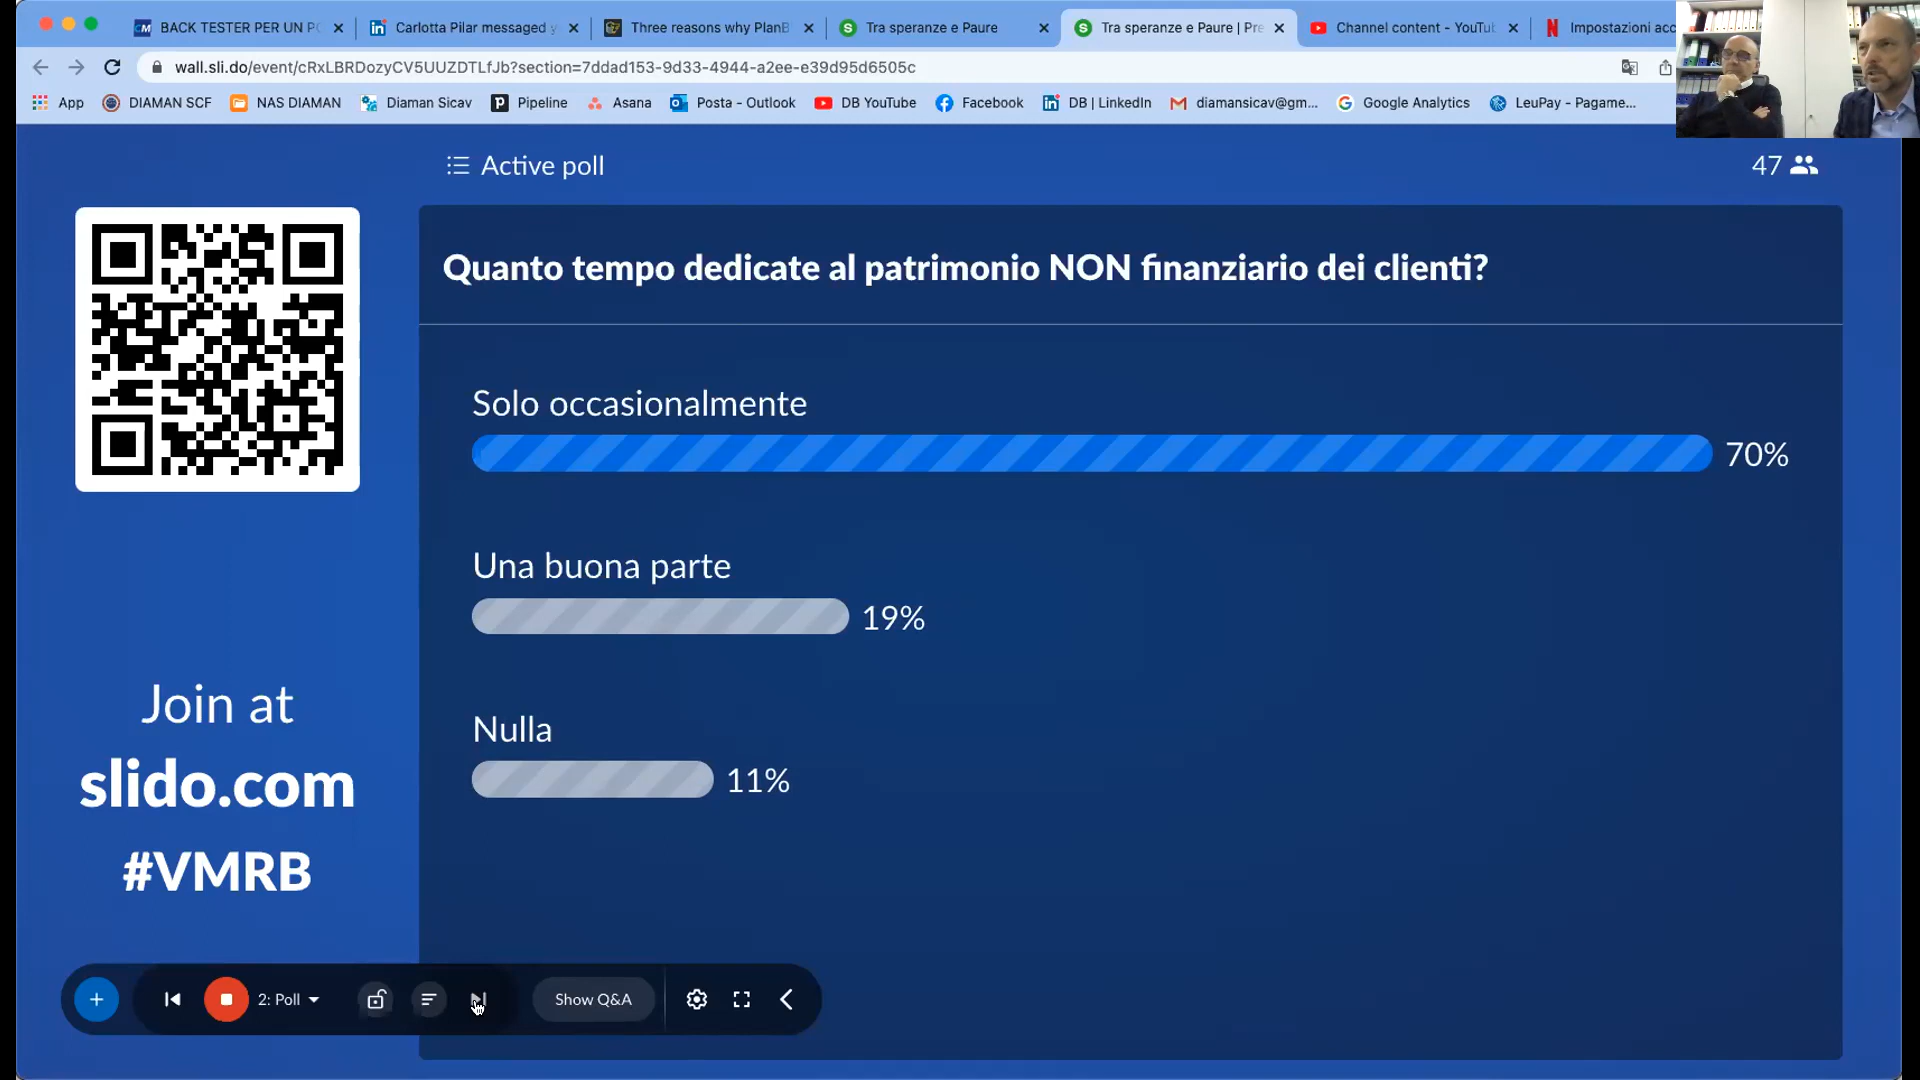 BACK TESTER PER UN P
Carlotta Pilar messaged y
Three reasons why PlanB
Tra speranze e Paure
Tra speranze e Paure | Pre
Channel content - YouTub
Impostazioni acc
wall.sli.do/event/cRxLBRDozyCV5UUZDTLfJb?section=7ddad153-9d33-4944-a2ee-e39d95d6505c
App
DIAMAN SCF
NAS DIAMAN
Diaman Sicav
Pipeline
Asana
Posta - Outlook
DB YouTube
Facebook
DB | LinkedIn
diamansicav@gm...
Google Analytics
LeuPay - Pagame...
Active poll
47
Quanto tempo dedicate al patrimonio NON finanziario dei clienti?
Solo occasionalmente
70%
Una buona parte
19%
Nulla
11%
Join at
slido.com
#VMRB
2: Poll
Show Q&A